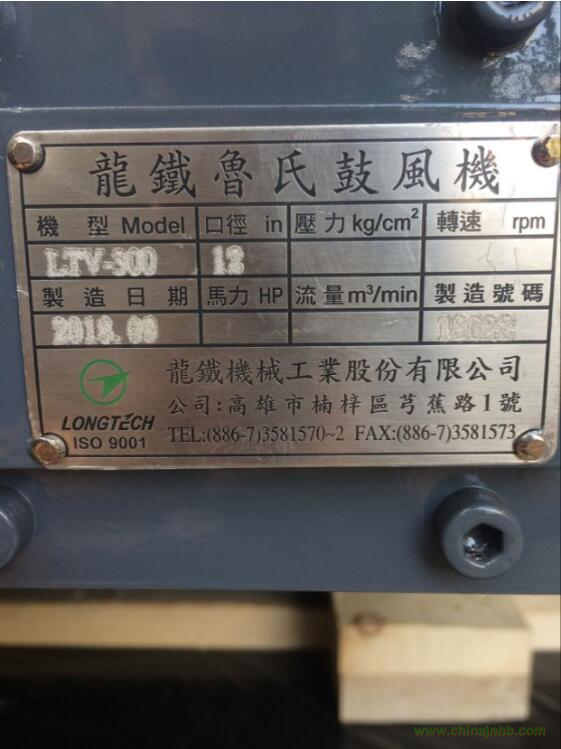 龍鐵魯氏鼓風機
機 型 Model 口徑 in 壓力 kg/cm² 轉速 rpm
LTV-300 12
製造日期 馬力 HP 流量 m³/min 製造號碼
2018.09
龍鐵機械工業股份有限公司
公司:高雄市楠梓區芎蕉路1號
LONGTECH
ISO 9001
TEL:(886-7)3581570~2 FAX:(886-7)3581573
www.chinajnhb.com